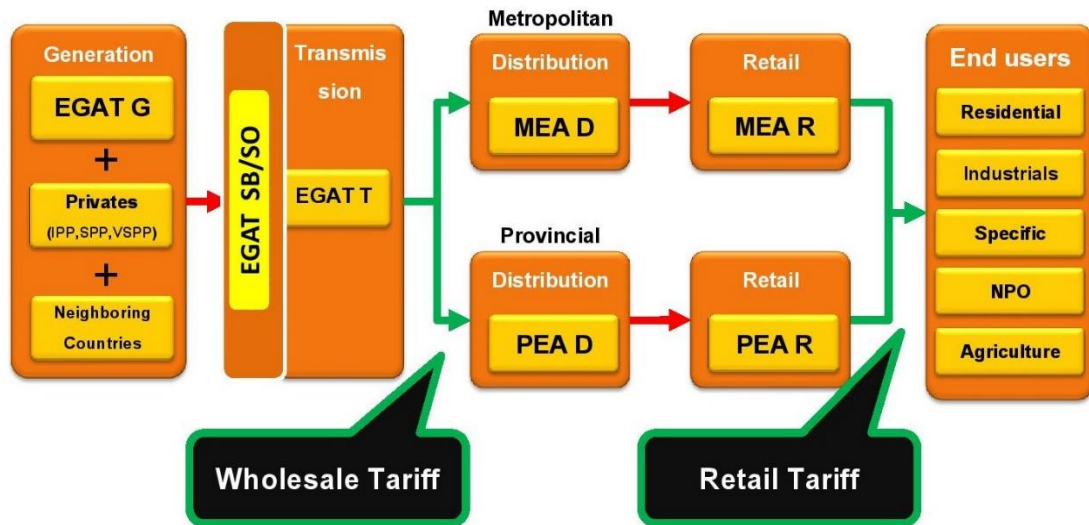 Generation
EGAT G
+
Privates
(IPP,SPP,VSPP)
+
Neighboring
Countries
EGAT SB/SO
Transmis
sion
EGAT T
Metropolitan
Distribution
MEA D
Retail
MEA R
Provincial
Distribution
PEA D
Retail
PEA R
End users
Residential
Industrials
Specific
NPO
Agriculture
Wholesale Tariff
Retail Tariff